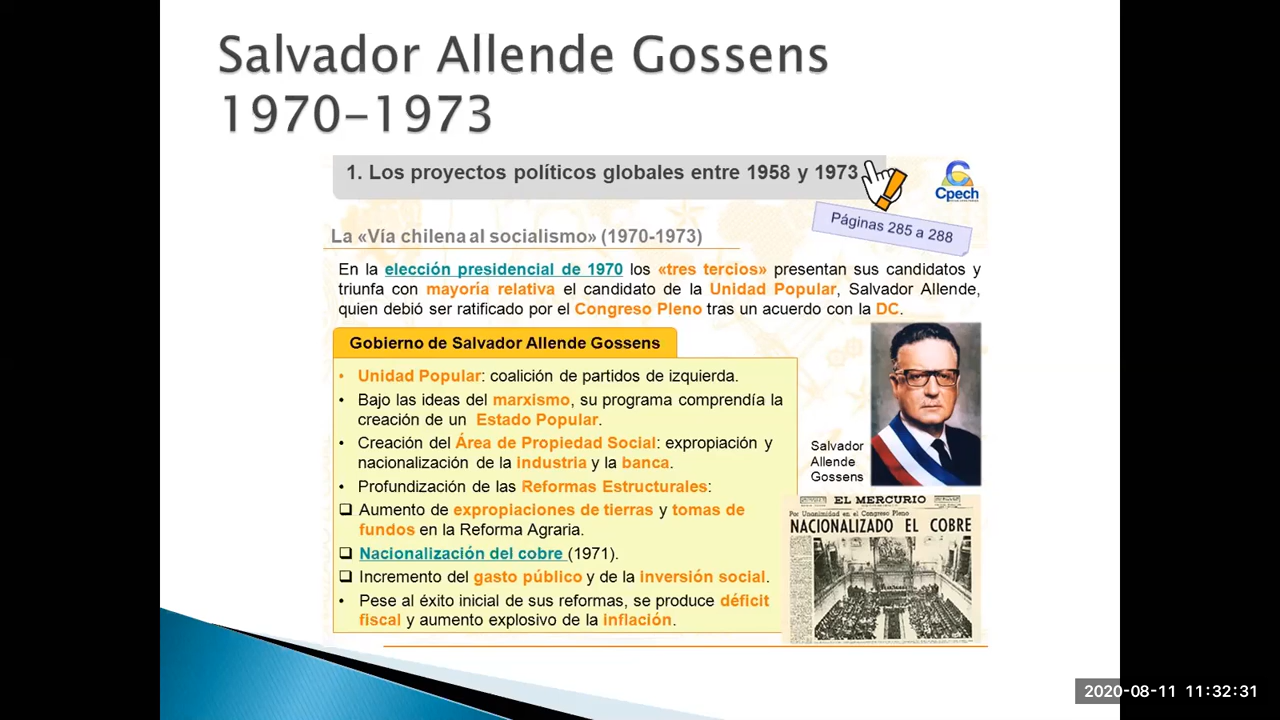 Salvador Allende Gossens
1970-1973
1. Los proyectos políticos globales entre 1958 y 1973
Cpech
Páginas 285 a 288
La «Vía chilena al socialismo» (1970-1973)
En la elección presidencial de 1970 los «tres tercios» presentan sus candidatos y
triunfa con mayoría relativa el candidato de la Unidad Popular, Salvador Allende,
quien debió ser ratificado por el Congreso Pleno tras un acuerdo con la DC.
Gobierno de Salvador Allende Gossens
• Unidad Popular: coalición de partidos de izquierda.
• Bajo las ideas del marxismo, su programa comprendía la
creación de un Estado Popular.
• Creación del Área de Propiedad Social: expropiación y
nacionalización de la industria y la banca.
• Profundización de las Reformas Estructurales:
❑ Aumento de expropiaciones de tierras y tomas de
fundos en la Reforma Agraria.
❑ Nacionalización del cobre (1971).
❑ Incremento del gasto público y de la inversión social.
• Pese al éxito inicial de sus reformas, se produce déficit
fiscal y aumento explosivo de la inflación.
Salvador
Allende
Gossens
EL MERCURIO
Por Unanimidad en el Congreso Pleno
NACIONALIZADO EL COBRE
2020-08-11 11:32:31